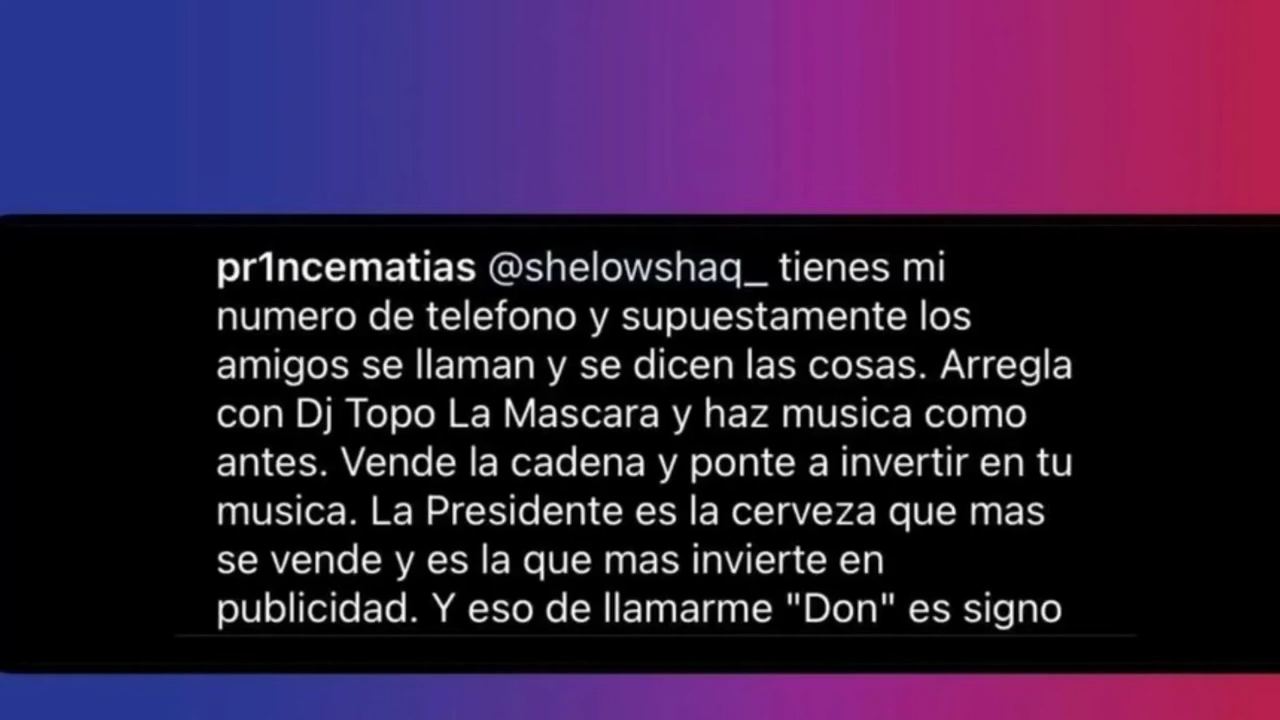 pr1ncematias @shelowshaq_ tienes mi
numero de telefono y supuestamente los
amigos se llaman y se dicen las cosas. Arregla
con Dj Topo La Mascara y haz musica como
antes. Vende la cadena y ponte a invertir en tu
musica. La Presidente es la cerveza que mas
se vende y es la que mas invierte en
publicidad. Y eso de llamarme "Don" es signo